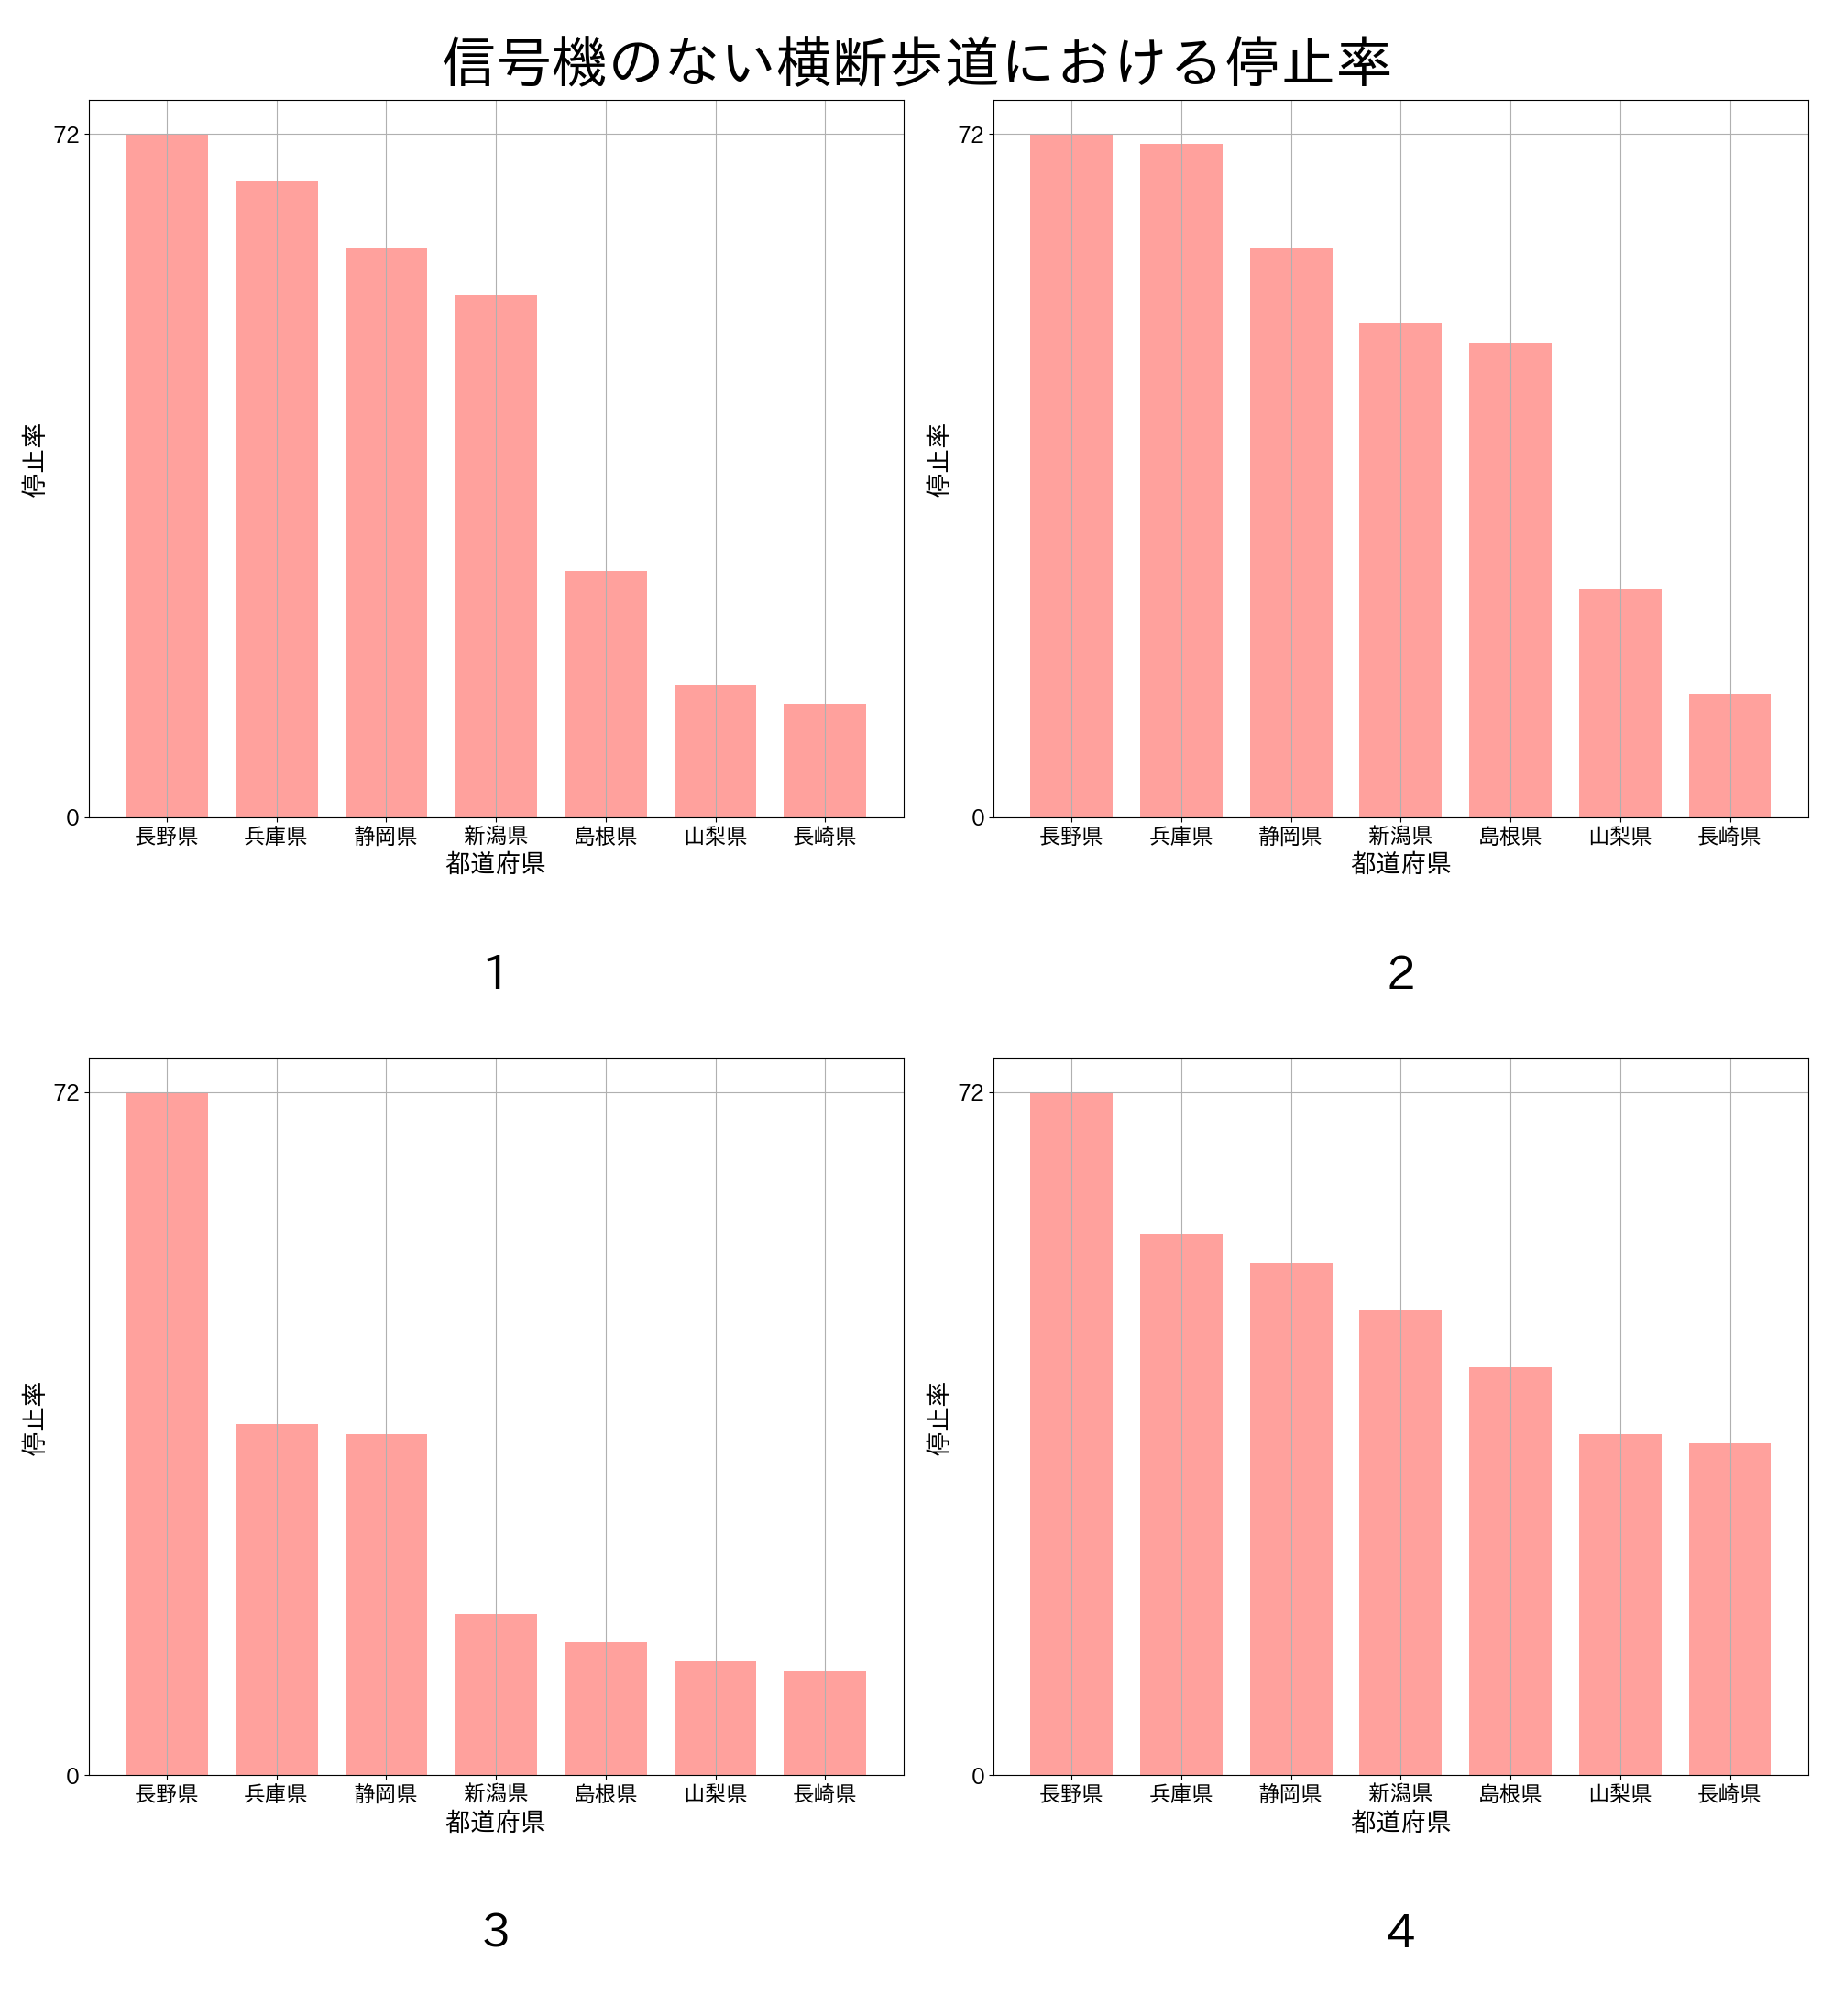 信号機のない横断歩道における停止率
72
0
停止率
長野県 兵庫県 静岡県 新潟県 島根県 山梨県 長崎県
都道府県
1
72
0
停止率
長野県 兵庫県 静岡県 新潟県 島根県 山梨県 長崎県
都道府県
2
72
0
停止率
長野県 兵庫県 静岡県 新潟県 島根県 山梨県 長崎県
都道府県
3
72
0
停止率
長野県 兵庫県 静岡県 新潟県 島根県 山梨県 長崎県
都道府県
4